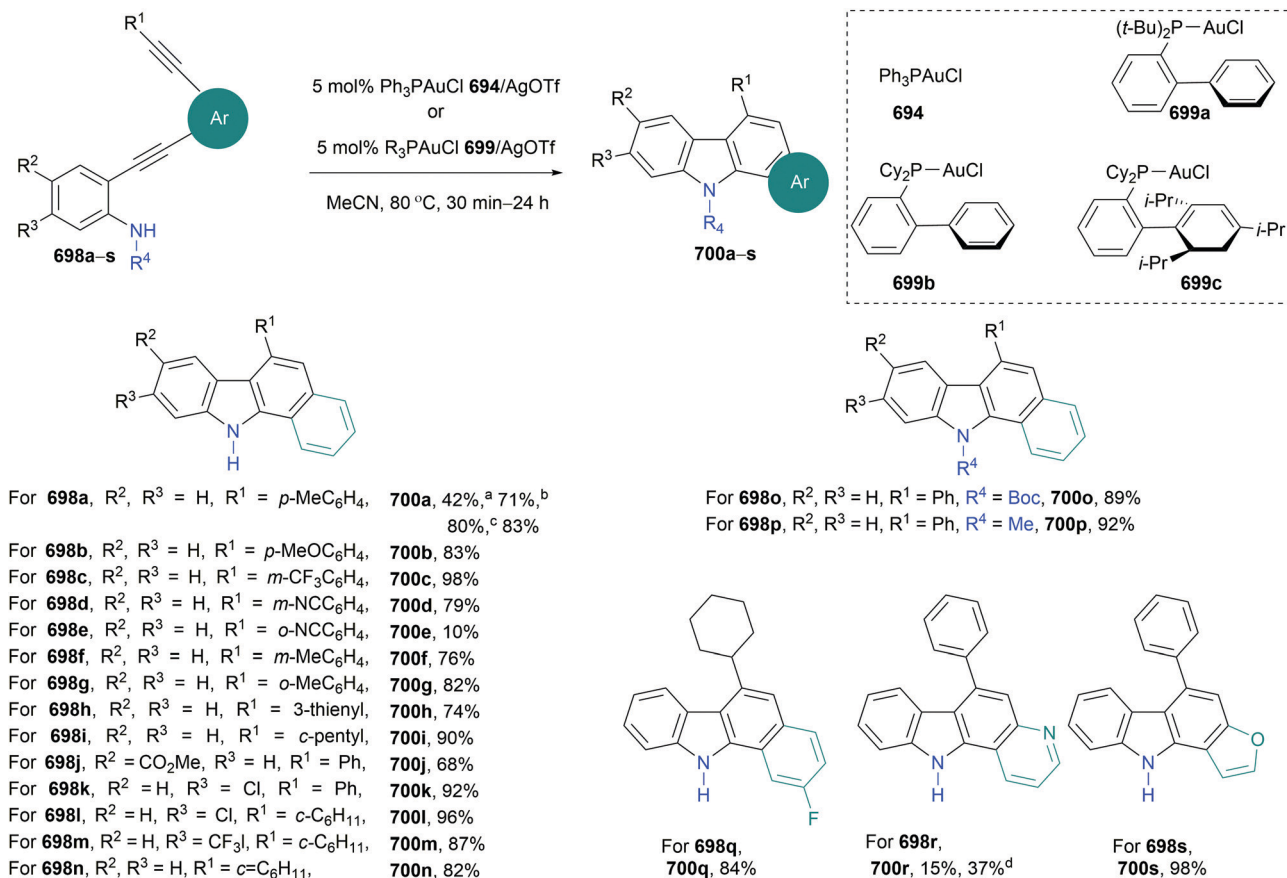 R¹
Ar
R²
R³
NH
R⁴
698a–s
5 mol% Ph₃PAuCl 694/AgOTf
or
5 mol% R₃PAuCl 699/AgOTf
MeCN, 80 °C, 30 min–24 h
R¹
R²
R³
N
R₄
Ar
700a–s
Ph₃PAuCl
694
(t-Bu)₂P—AuCl
699a
Cy₂P—AuCl
699b
Cy₂P—AuCl
i-Pr
i-Pr
i-Pr
699c
R¹
R²
R³
N
H
For 698a, R², R³ = H, R¹ = p-MeC₆H₄, 700a, 42%,ᵃ 71%,ᵇ
80%,ᶜ 83%
For 698b, R², R³ = H, R¹ = p-MeOC₆H₄, 700b, 83%
For 698c, R², R³ = H, R¹ = m-CF₃C₆H₄, 700c, 98%
For 698d, R², R³ = H, R¹ = m-NCC₆H₄, 700d, 79%
For 698e, R², R³ = H, R¹ = o-NCC₆H₄, 700e, 10%
For 698f, R², R³ = H, R¹ = m-MeC₆H₄, 700f, 76%
For 698g, R², R³ = H, R¹ = o-MeC₆H₄, 700g, 82%
For 698h, R², R³ = H, R¹ = 3-thienyl, 700h, 74%
For 698i, R², R³ = H, R¹ = c-pentyl, 700i, 90%
For 698j, R² = CO₂Me, R³ = H, R¹ = Ph, 700j, 68%
For 698k, R² = H, R³ = Cl, R¹ = Ph, 700k, 92%
For 698l, R² = H, R³ = Cl, R¹ = c-C₆H₁₁, 700l, 96%
For 698m, R² = H, R³ = CF₃l, R¹ = c-C₆H₁₁, 700m, 87%
For 698n, R², R³ = H, R¹ = c=C₆H₁₁, 700n, 82%
R¹
R²
R³
N
R⁴
For 698o, R², R³ = H, R¹ = Ph, R⁴ = Boc, 700o, 89%
For 698p, R², R³ = H, R¹ = Ph, R⁴ = Me, 700p, 92%
N
H
F
For 698q,
700q, 84%
N
N
H
For 698r,
700r, 15%, 37%ᵈ
O
N
H
For 698s,
700s, 98%